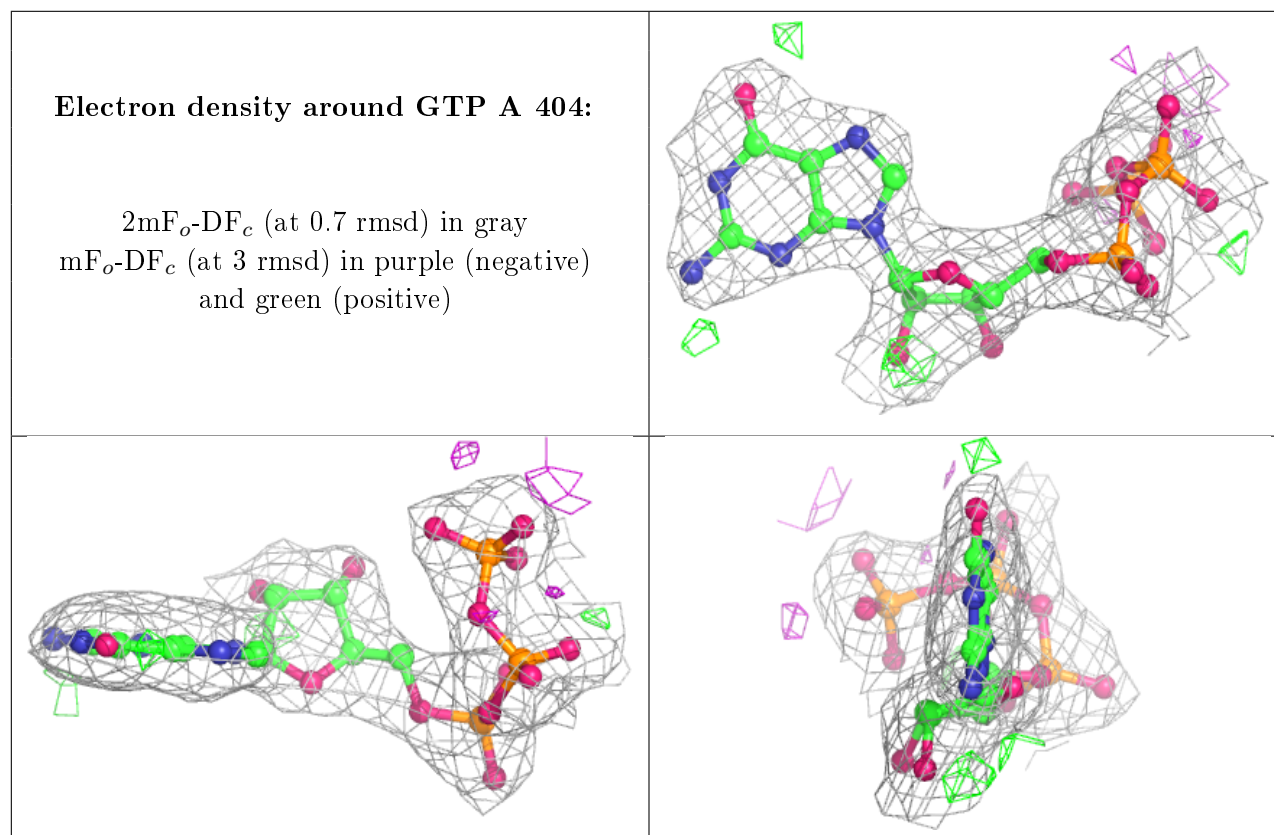 Electron density around GTP A 404:
2mFₒ-DF𝒸 (at 0.7 rmsd) in gray
mFₒ-DF𝒸 (at 3 rmsd) in purple (negative)
and green (positive)